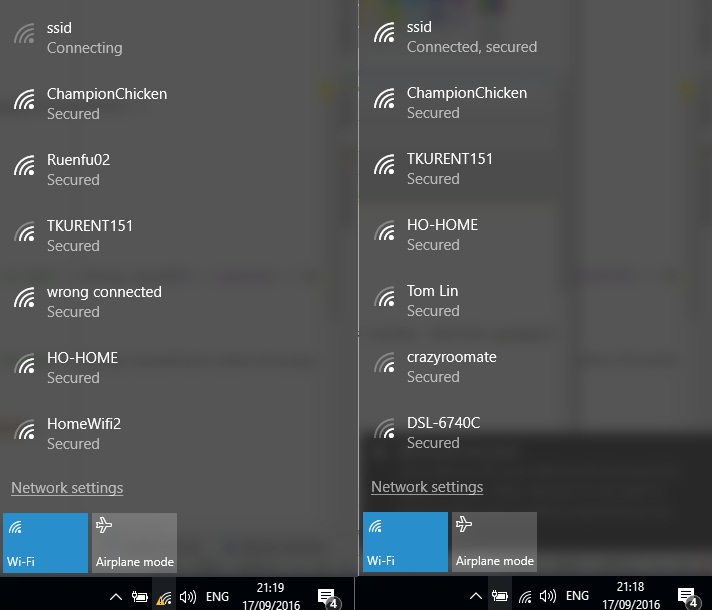 ssid
Connecting
ChampionChicken
Secured
Ruenfu02
Secured
TKURENT151
Secured
wrong connected
Secured
HO-HOME
Secured
HomeWifi2
Secured
Network settings
Wi-Fi
Airplane mode
ENG
21:19
17/09/2016
4
ssid
Connected, secured
ChampionChicken
Secured
TKURENT151
Secured
HO-HOME
Secured
Tom Lin
Secured
crazyroomate
Secured
DSL-6740C
Secured
Network settings
Wi-Fi
Airplane mode
ENG
21:18
17/09/2016
4